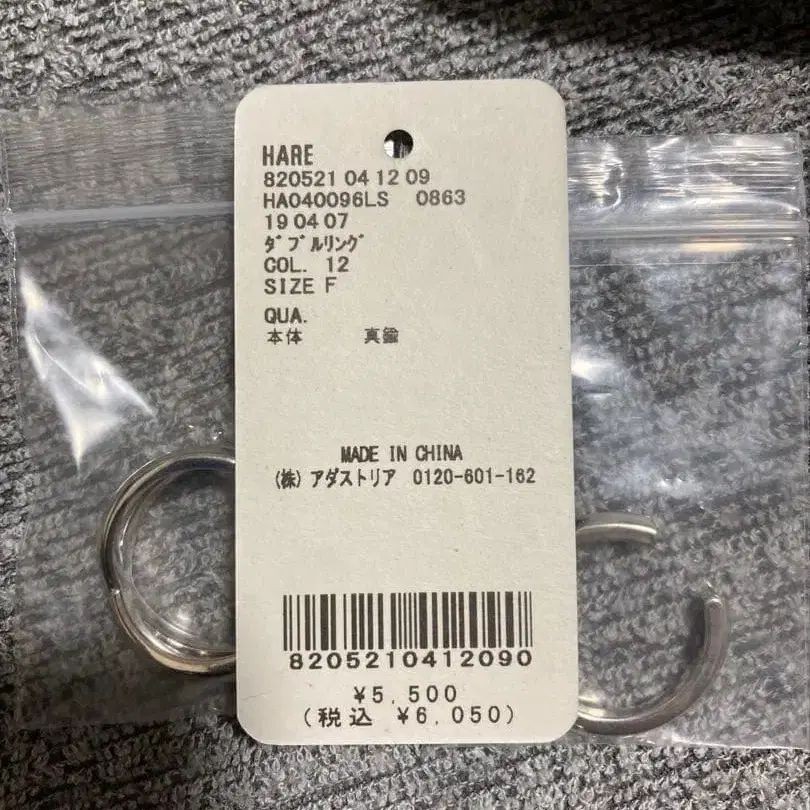 HARE
820521 04 12 09
HA040096LS 0863
19 04 07
ﾀﾞﾌﾞﾙﾘﾝｸﾞ
COL. 12
SIZE F
QUA.
本体 真鍮
MADE IN CHINA
(株) アダストリア 0120-601-162
8205210412090
¥5,500
(税込 ¥6,050)